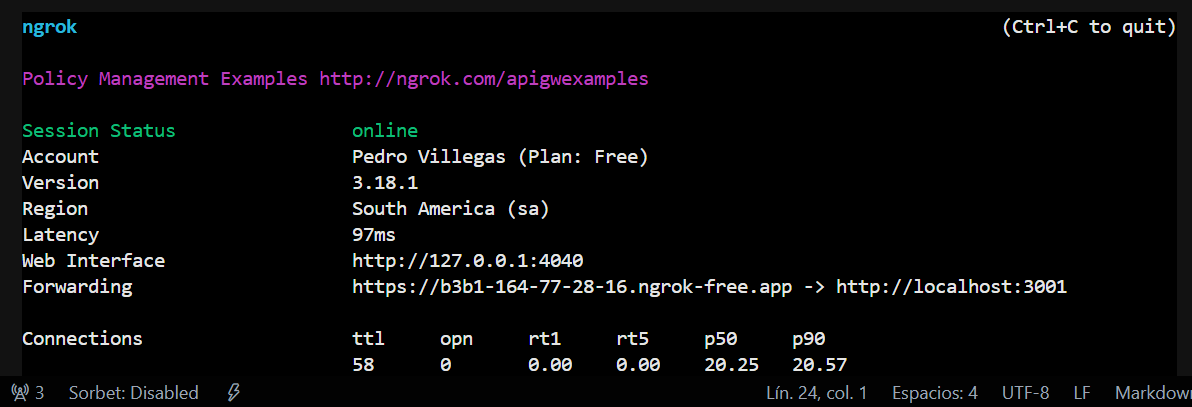 ngrok (Ctrl+C to quit)
Policy Management Examples http://ngrok.com/apigwexamples
Session Status online
Account Pedro Villegas (Plan: Free)
Version 3.18.1
Region South America (sa)
Latency 97ms
Web Interface http://127.0.0.1:4040
Forwarding https://b3b1-164-77-28-16.ngrok-free.app -> http://localhost:3001
Connections ttl opn rt1 rt5 p50 p90
58 0 0.00 0.00 20.25 20.57
3 Sorbet: Disabled Lín. 24, col. 1 Espacios: 4 UTF-8 LF Markdown